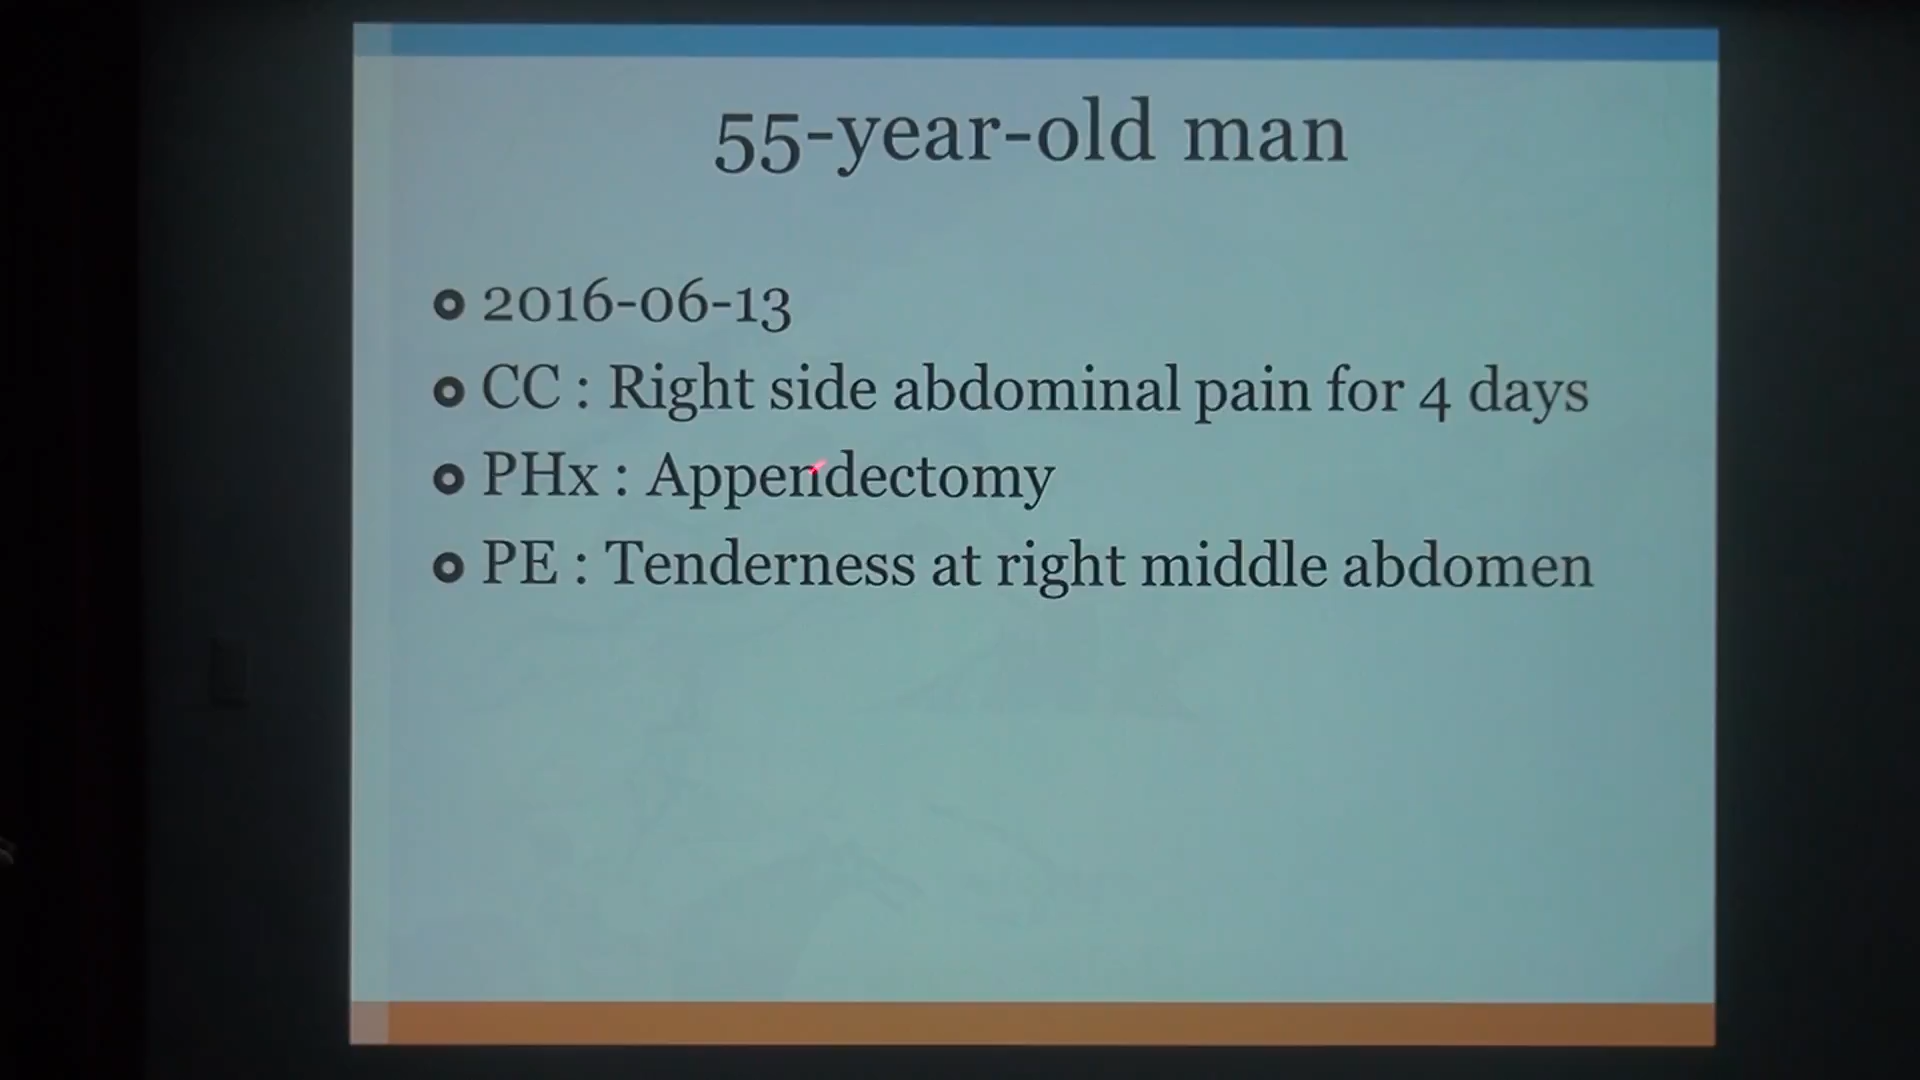 55-year-old man
2016-06-13
CC : Right side abdominal pain for 4 days
PHx : Appendectomy
PE : Tenderness at right middle abdomen